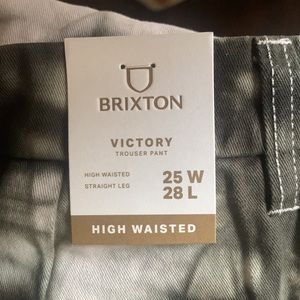 BRIXTON
VICTORY
TROUSER PANT
HIGH WAISTED
STRAIGHT LEG
25 W
28 L
HIGH WAISTED